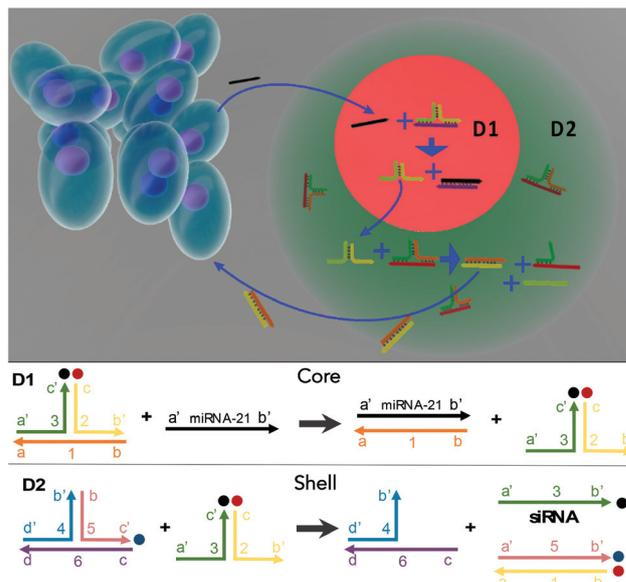 D1 D2
D1
Core
c' c
a' 3 2 b'
a 1 b
+
a' miRNA-21 b'
a' miRNA-21 b'
a 1 b
+
c' c
a' 3 2 b
D2
Shell
b' b
d' 4 5 c'
d 6 c
+
c' c
a' 3 2 b'
b'
4
d' 6 c
+
a' 3 b'
siRNA
a' 5 b'
1